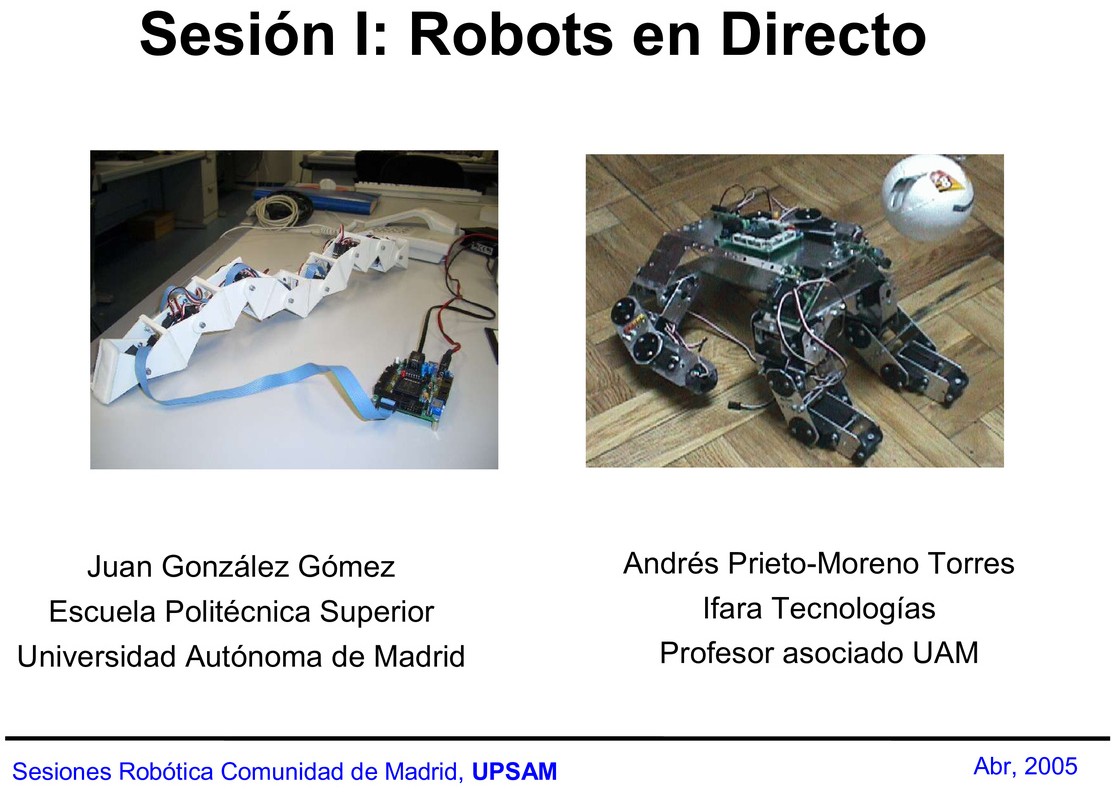 Sesión I: Robots en Directo
Juan González Gómez
Escuela Politécnica Superior
Universidad Autónoma de Madrid
Andrés Prieto-Moreno Torres
Ifara Tecnologías
Profesor asociado UAM
Sesiones Robótica Comunidad de Madrid, UPSAM
Abr, 2005